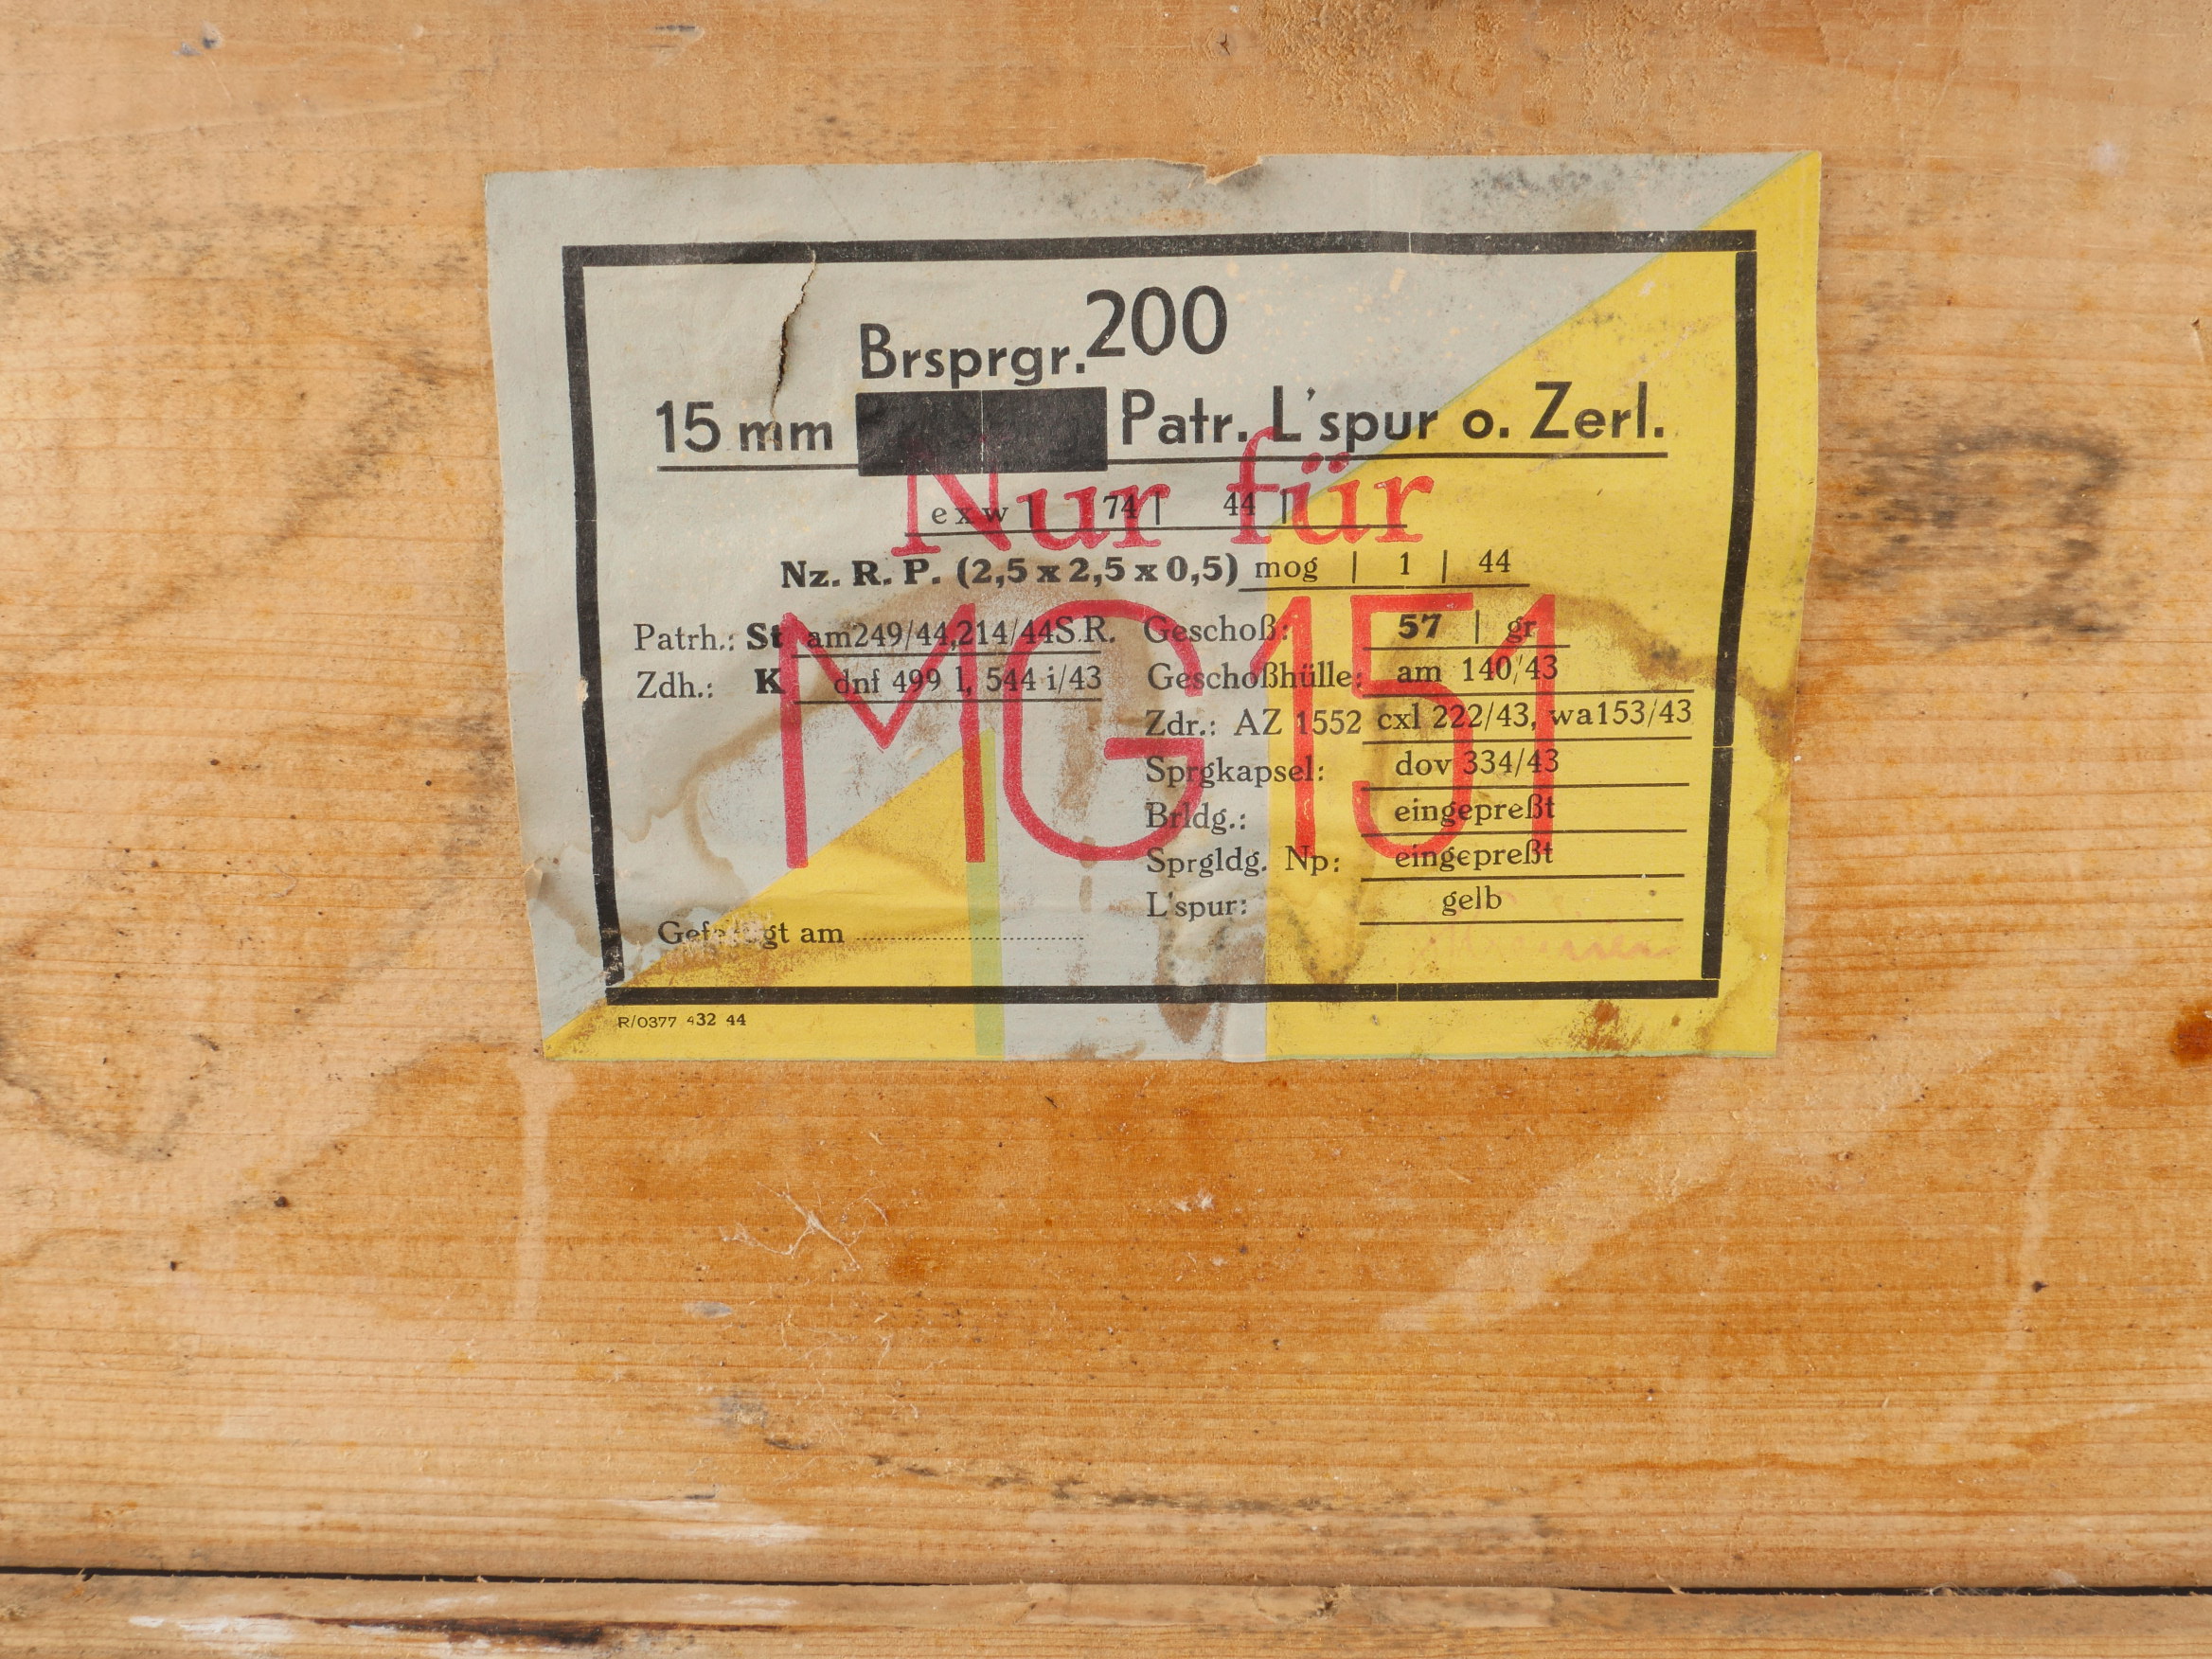 Brsprgr. 200
15 mm Patr. L'spur o. Zerl.
Nur für
exw | 74 | 44 |
Nz. R. P. (2,5 x 2,5 x 0,5) mog | 1 | 44
MG151
Patrh.: St am249/44,214/44S.R.
Zdh.: K dnf 499 l, 544 i/43
Geschoß: 57 | gr
Geschoßhülle: am 140/43
Zdr.: AZ 1552 cxl 222/43, wa153/43
Sprgkapsel: dov 334/43
Brldg.: eingepreßt
Sprgldg. Np: eingepreßt
L'spur: gelb
Gefertigt am
R/0377 432 44